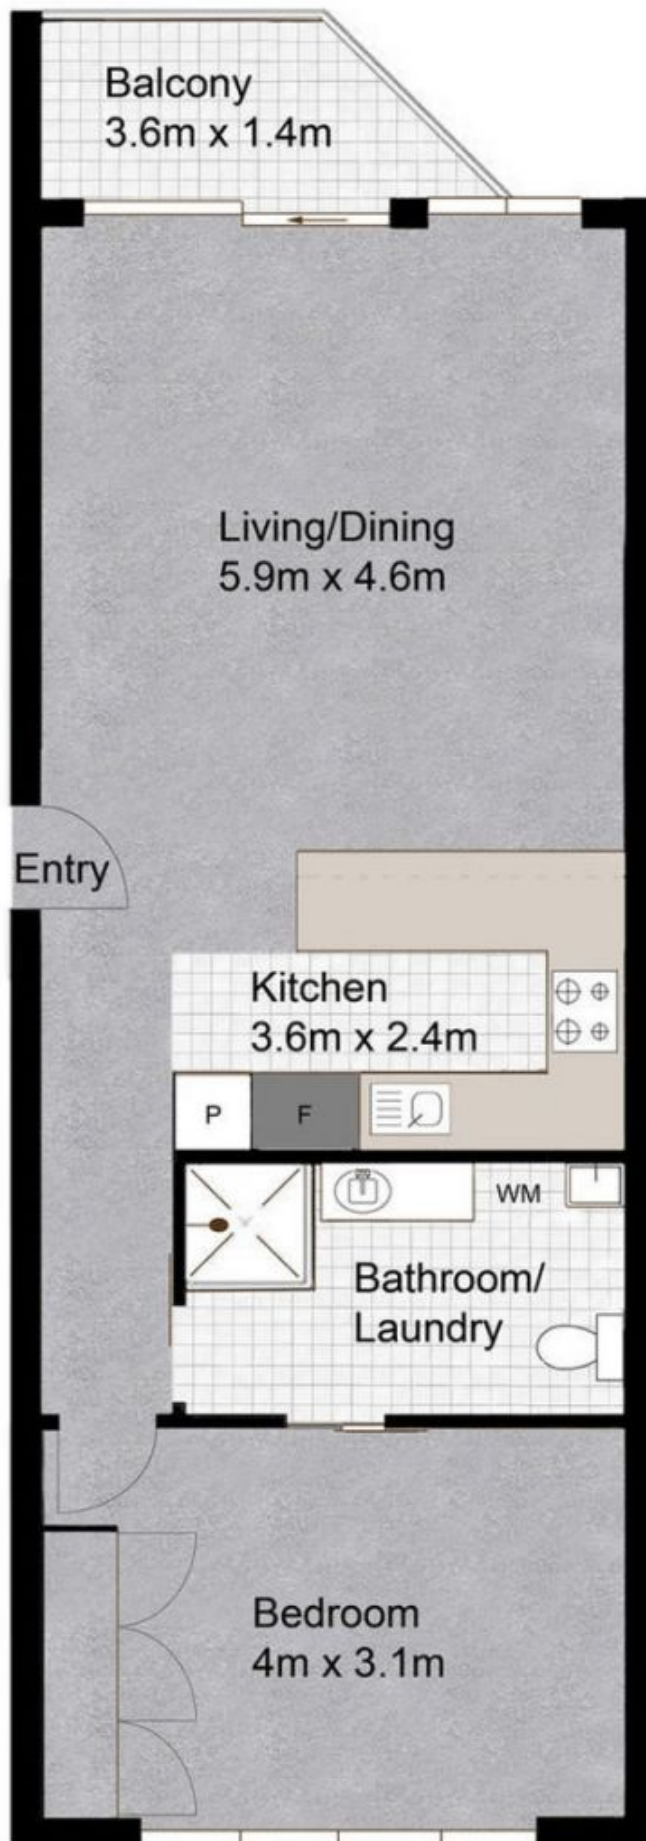 Balcony
3.6m x 1.4m
Living/Dining
5.9m x 4.6m
Entry
Kitchen
3.6m x 2.4m
P
F
WM
Bathroom/
Laundry
Bedroom
4m x 3.1m